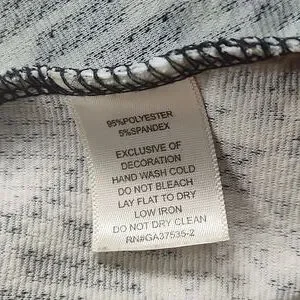 95%POLYESTER
5%SPANDEX
EXCLUSIVE OF
DECORATION
HAND WASH COLD
DO NOT BLEACH
LAY FLAT TO DRY
LOW IRON
DO NOT DRY CLEAN
RN#GA37535-2